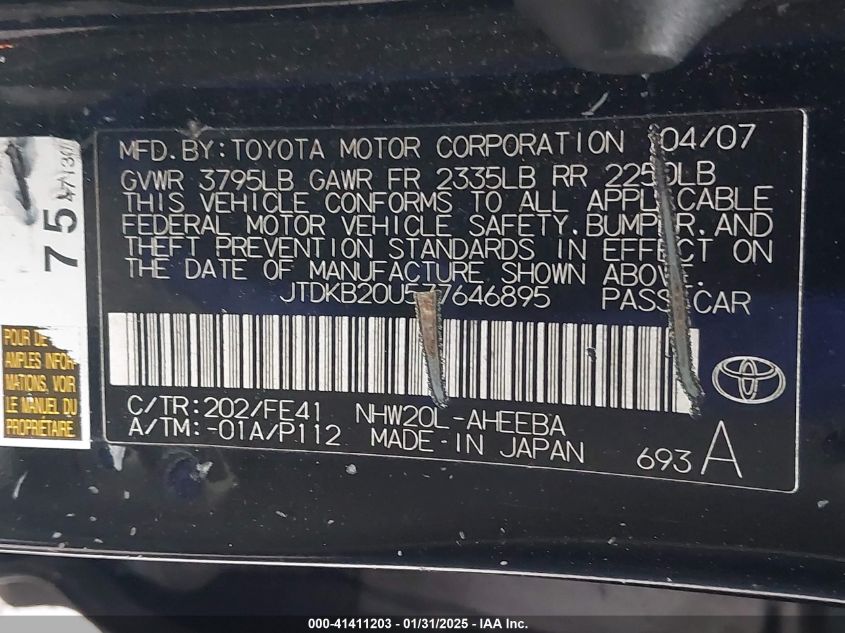 MFD.BY:TOYOTA MOTOR CORPORATION 04/07
GVWR 3795LB GAWR FR 2335LB RR 2250LB
THIS VEHICLE CONFORMS TO ALL APPLICABLE
FEDERAL MOTOR VEHICLE SAFETY,BUMPER,AND
THEFT PREVENTION STANDARDS IN EFFECT ON
THE DATE OF MANUFACTURE SHOWN ABOVE.
JTDKB20U577646895 PASS.CAR
C/TR:202/FE41 NHW20L-AHEEBA
A/TM:-01A/P112 MADE-IN JAPAN
693 A
75
POUR DE
AMPLES INFOR-
MATIONS, VOIR
LE MANUEL DU
PROPRIÉTAIRE.
000-41411203 - 01/31/2025 - IAA Inc.